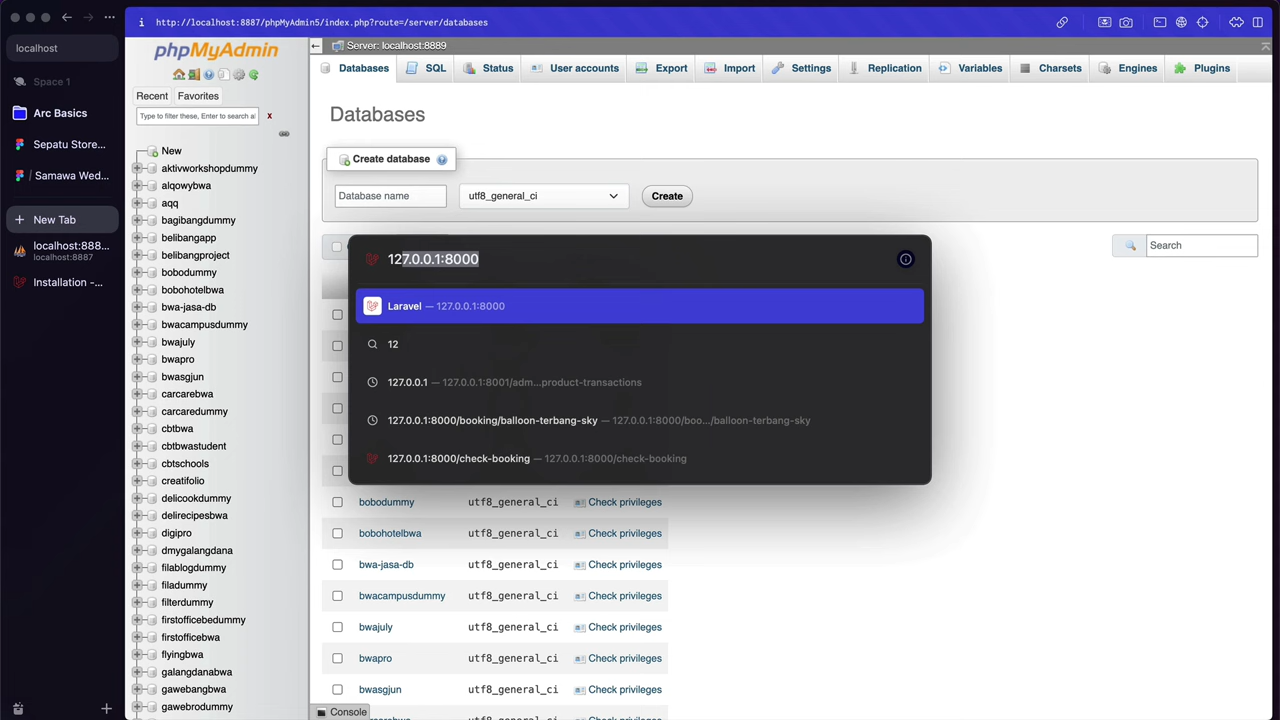 localhost
Space 1
Arc Basics
Sepatu Store...
/ Samawa Wed...
New Tab
localhost:888...
localhost:8887
Installation -...
http://localhost:8887/phpMyAdmin5/index.php?route=/server/databases
phpMyAdmin
Recent
Favorites
Type to filter these, Enter to search al
x
New
aktivworkshopdummy
alqowybwa
aqq
bagibangdummy
belibangapp
belibangproject
bobodummy
bobohotelbwa
bwa-jasa-db
bwacampusdummy
bwajuly
bwapro
bwasgjun
carcarebwa
carcaredummy
cbtbwa
cbtbwastudent
cbtschools
creatifolio
delicookdummy
delirecipesbwa
digipro
dmygalangdana
filablogdummy
filadummy
filterdummy
firstofficebedummy
firstofficebwa
flyingbwa
galangdanabwa
gawebangbwa
gawebrodummy
Server: localhost:8889
Databases
SQL
Status
User accounts
Export
Import
Settings
Replication
Variables
Charsets
Engines
Plugins
Databases
Create database
Database name
utf8_general_ci
Create
Search
127.0.0.1:8000
Laravel — 127.0.0.1:8000
12
127.0.0.1 — 127.0.0.1:8001/adm...product-transactions
127.0.0.1:8000/booking/balloon-terbang-sky — 127.0.0.1:8000/boo.../balloon-terbang-sky
127.0.0.1:8000/check-booking — 127.0.0.1:8000/check-booking
bobodummy utf8_general_ci Check privileges
bobohotelbwa utf8_general_ci Check privileges
bwa-jasa-db utf8_general_ci Check privileges
bwacampusdummy utf8_general_ci Check privileges
bwajuly utf8_general_ci Check privileges
bwapro utf8_general_ci Check privileges
bwasgjun utf8_general_ci Check privileges
Console